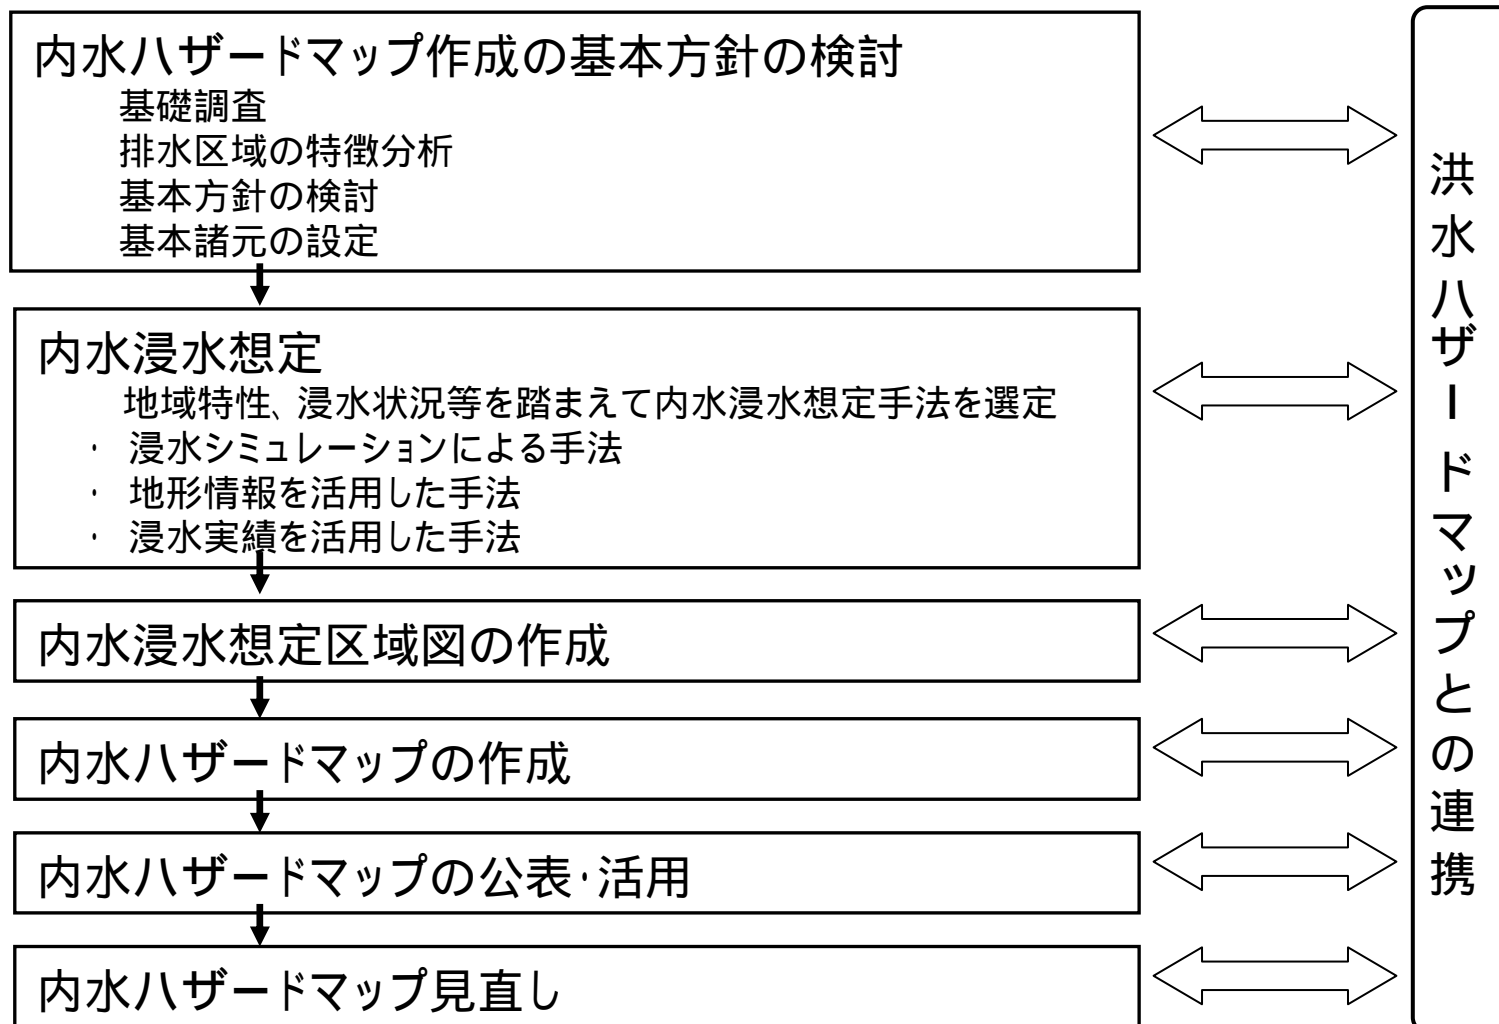 内水ハザードマップ作成の基本方針の検討
基礎調査
排水区域の特徴分析
基本方針の検討
基本諸元の設定
内水浸水想定
地域特性、浸水状況等を踏まえて内水浸水想定手法を選定
・ 浸水シミュレーションによる手法
・ 地形情報を活用した手法
・ 浸水実績を活用した手法
内水浸水想定区域図の作成
内水ハザードマップの作成
内水ハザードマップの公表・活用
内水ハザードマップ見直し
洪水ハザードマップとの連携